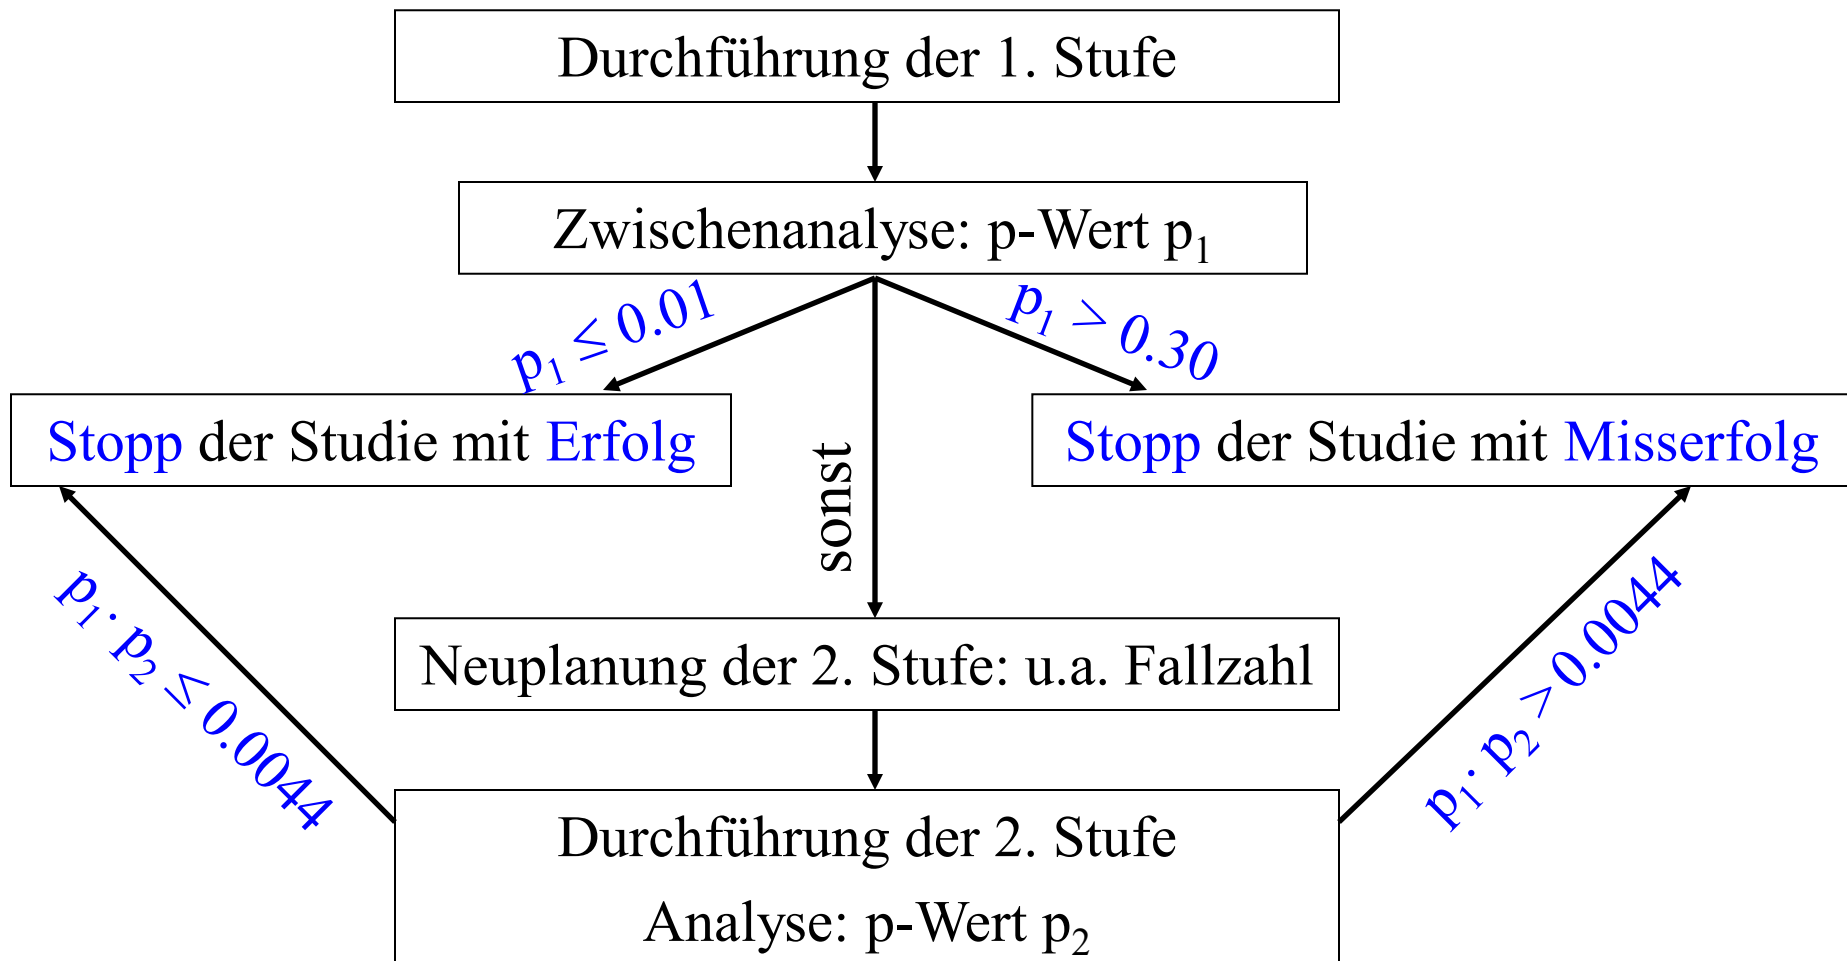 Durchführung der 1. Stufe
Zwischenanalyse: p-Wert p₁
p₁ ≤ 0.01
p₁ > 0.30
Stopp der Studie mit Erfolg
Stopp der Studie mit Misserfolg
sonst
p₁ · p₂ ≤ 0.0044
p₁ · p₂ > 0.0044
Neuplanung der 2. Stufe: u.a. Fallzahl
Durchführung der 2. Stufe
Analyse: p-Wert p₂